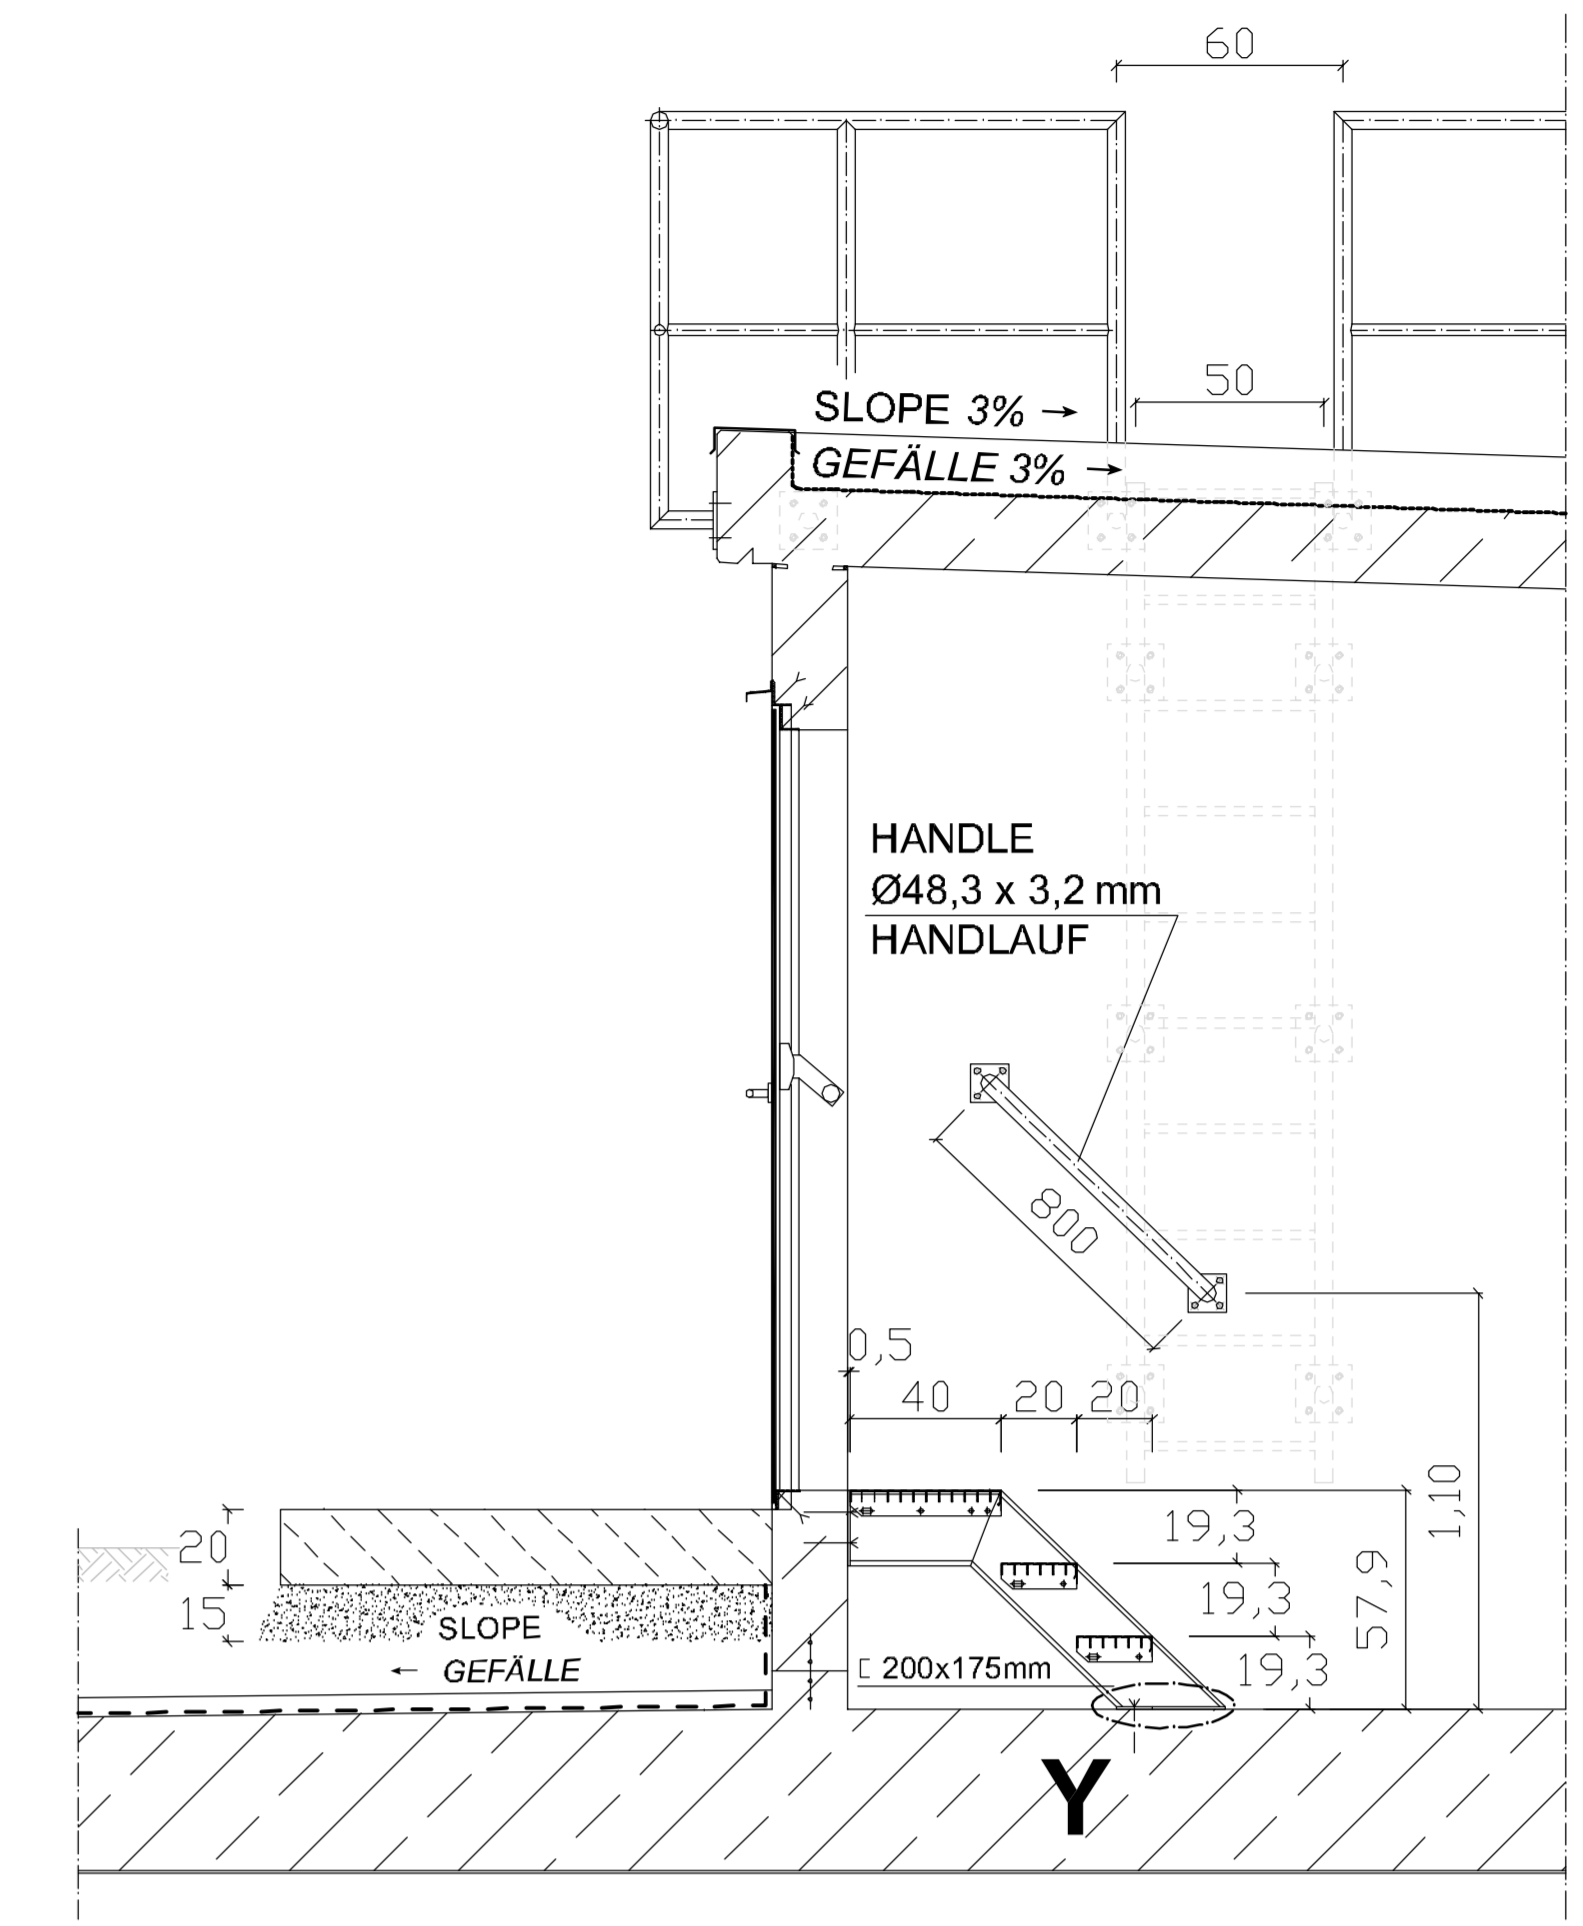 60
50
SLOPE 3% →
GEFÄLLE 3% →
HANDLE
Ø48,3 x 3,2 mm
HANDLAUF
800
0,5
40
20
20
1,10
19,3
19,3
19,3
57,9
20
15
SLOPE
← GEFÄLLE
⊏ 200x175mm
Y